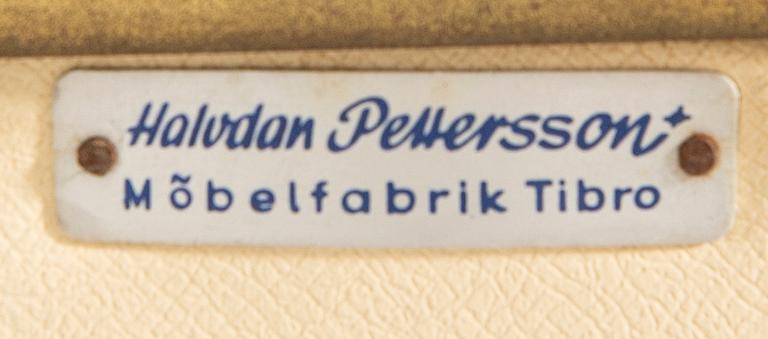 Halvdan Pettersson
Mõbelfabrik Tibro